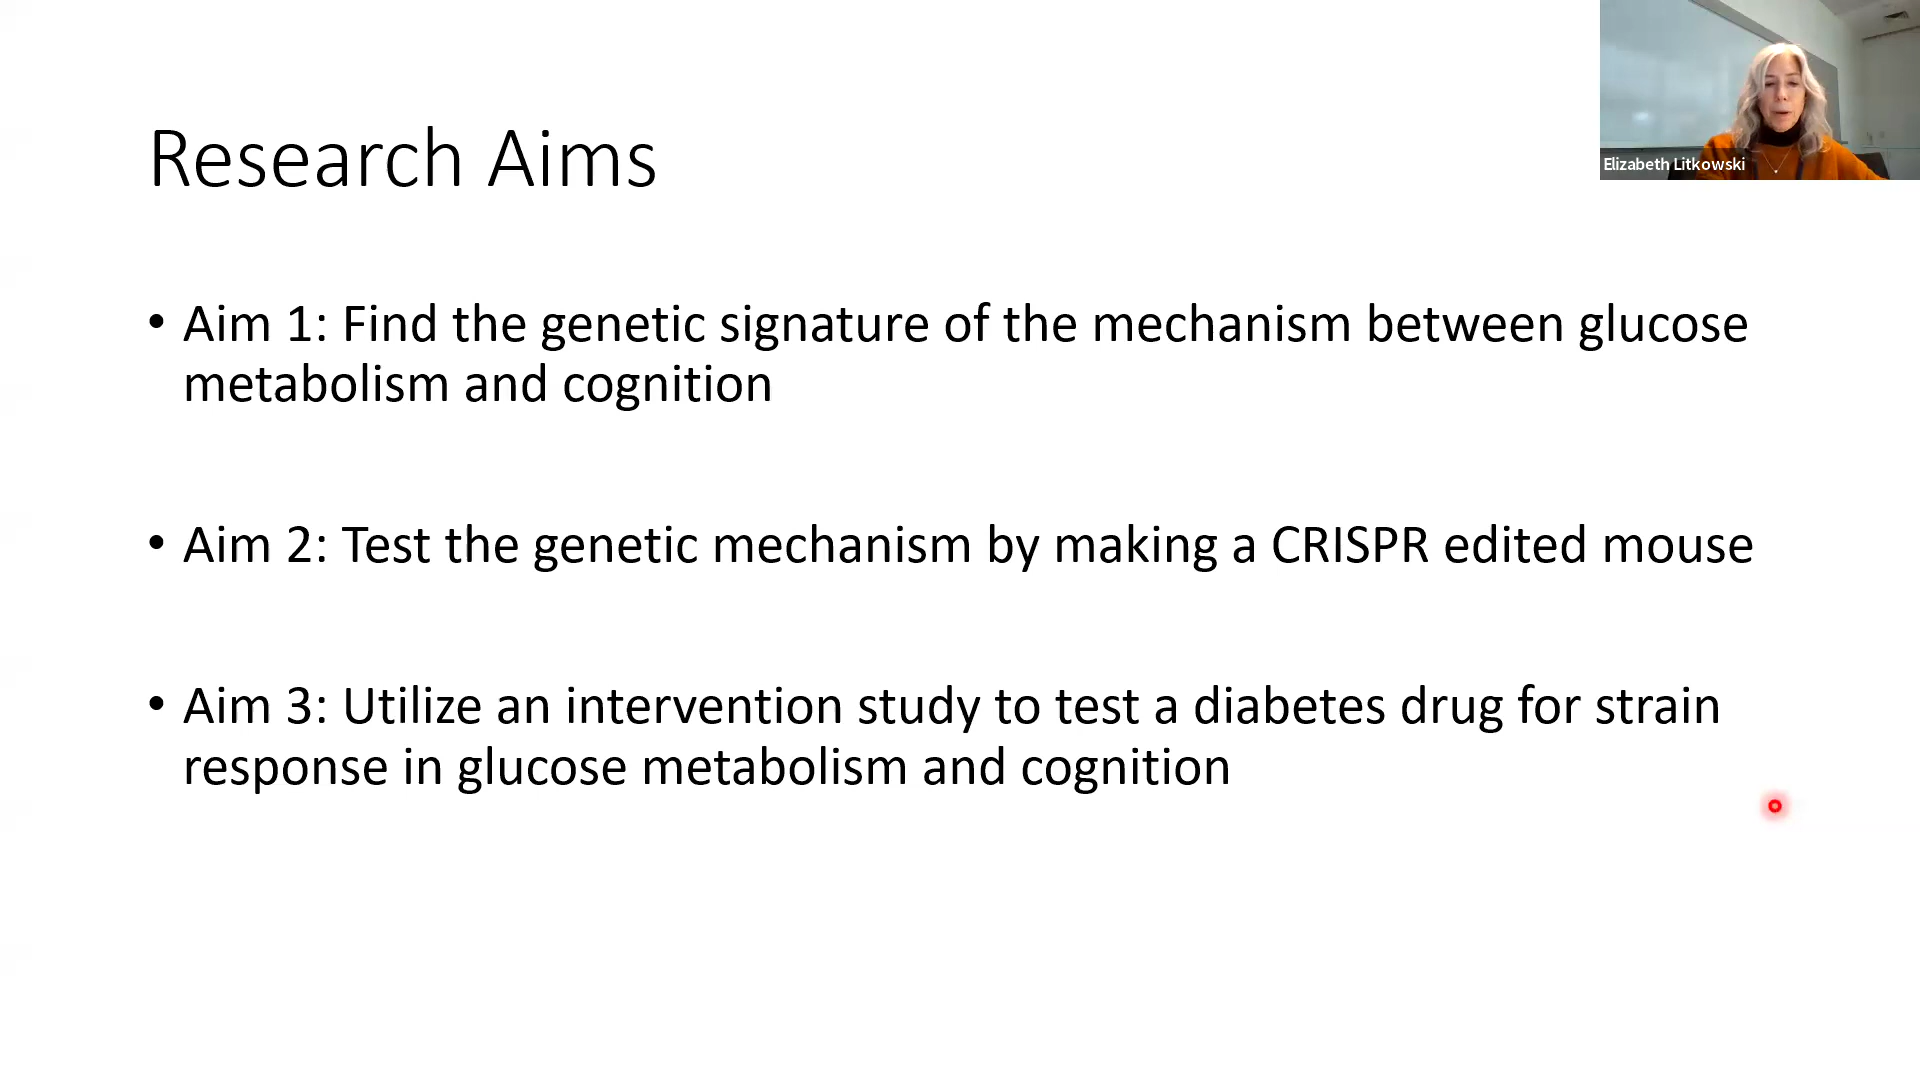 Elizabeth Litkowski
Research Aims
• Aim 1: Find the genetic signature of the mechanism between glucose
metabolism and cognition
• Aim 2: Test the genetic mechanism by making a CRISPR edited mouse
• Aim 3: Utilize an intervention study to test a diabetes drug for strain
response in glucose metabolism and cognition